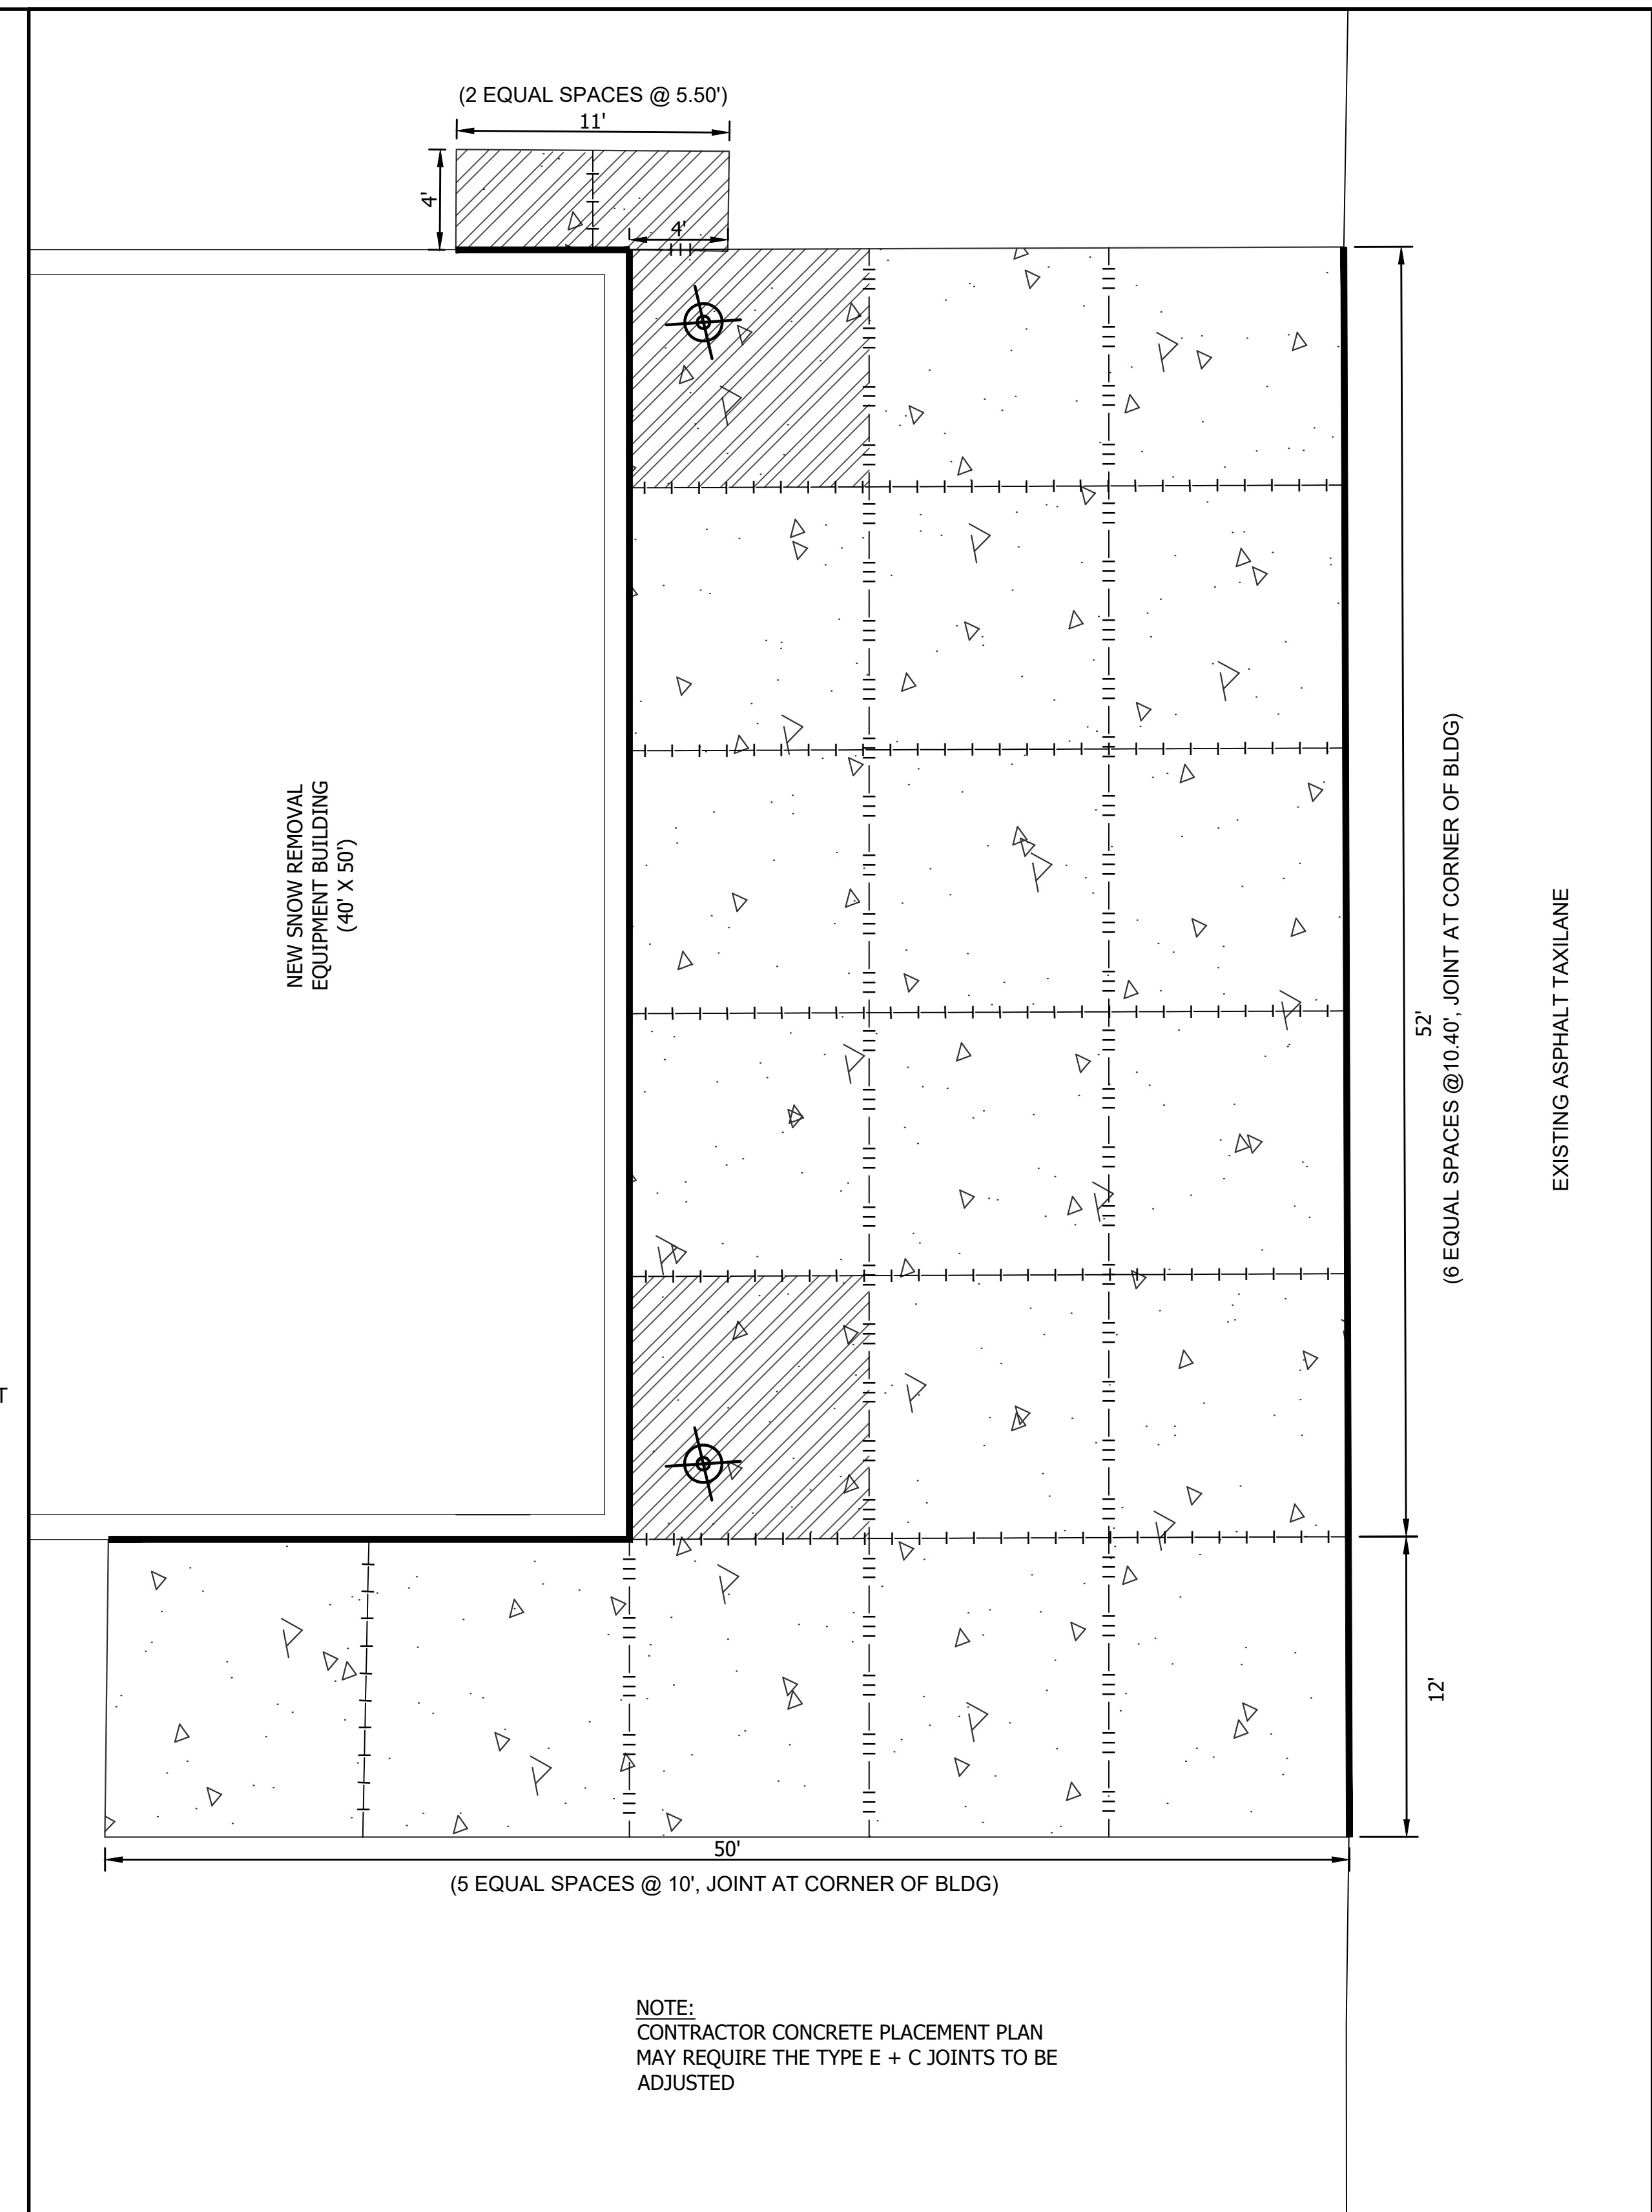 (2 EQUAL SPACES @ 5.50')
11'
4'
4'
NEW SNOW REMOVAL
EQUIPMENT BUILDING
(40' X 50')
52'
(6 EQUAL SPACES @10.40', JOINT AT CORNER OF BLDG)
EXISTING ASPHALT TAXILANE
T
12'
50'
(5 EQUAL SPACES @ 10', JOINT AT CORNER OF BLDG)
NOTE:
CONTRACTOR CONCRETE PLACEMENT PLAN
MAY REQUIRE THE TYPE E + C JOINTS TO BE
ADJUSTED